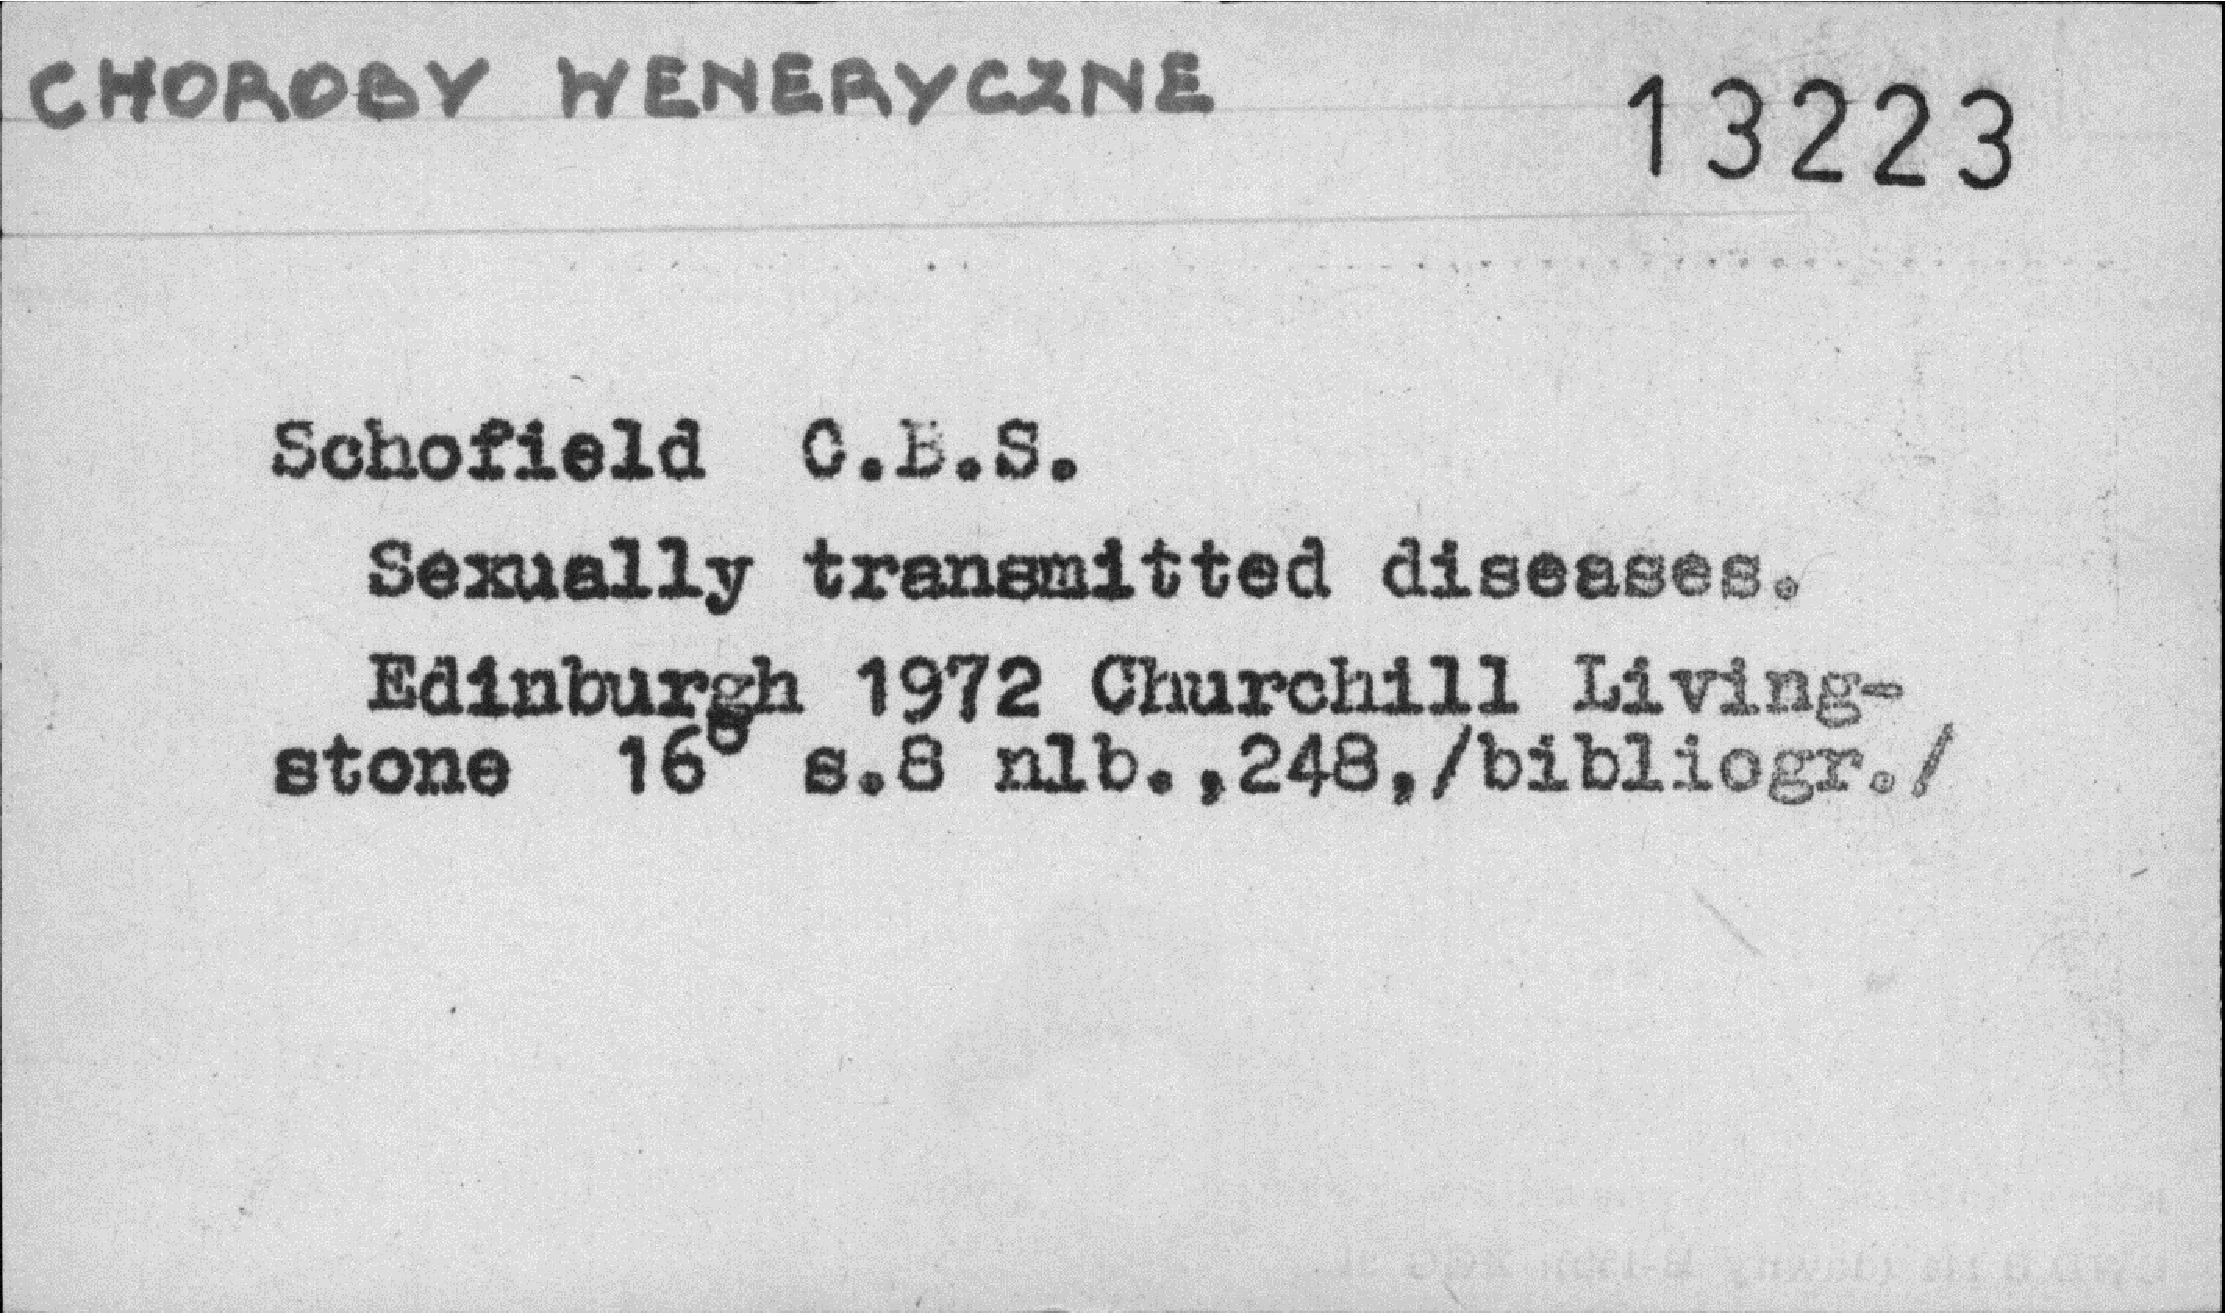 CHOROBY WENERYCZNE
13223
Schofield C.B.S.
Sexually transmitted diseases.
Edinburgh 1972 Churchill Living-
stone 16° s.8 nlb.,248,/bibliogr./